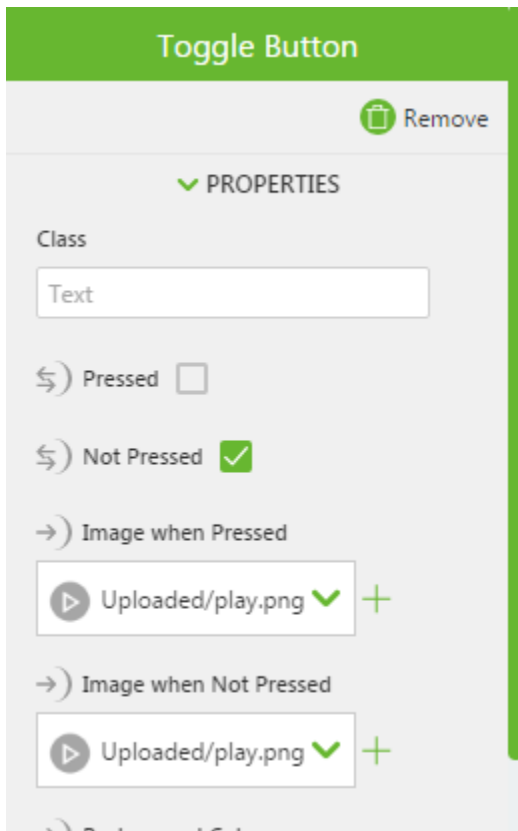 Toggle Button
Remove
PROPERTIES
Class
Text
Pressed
Not Pressed
Image when Pressed
Uploaded/play.png
Image when Not Pressed
Uploaded/play.png